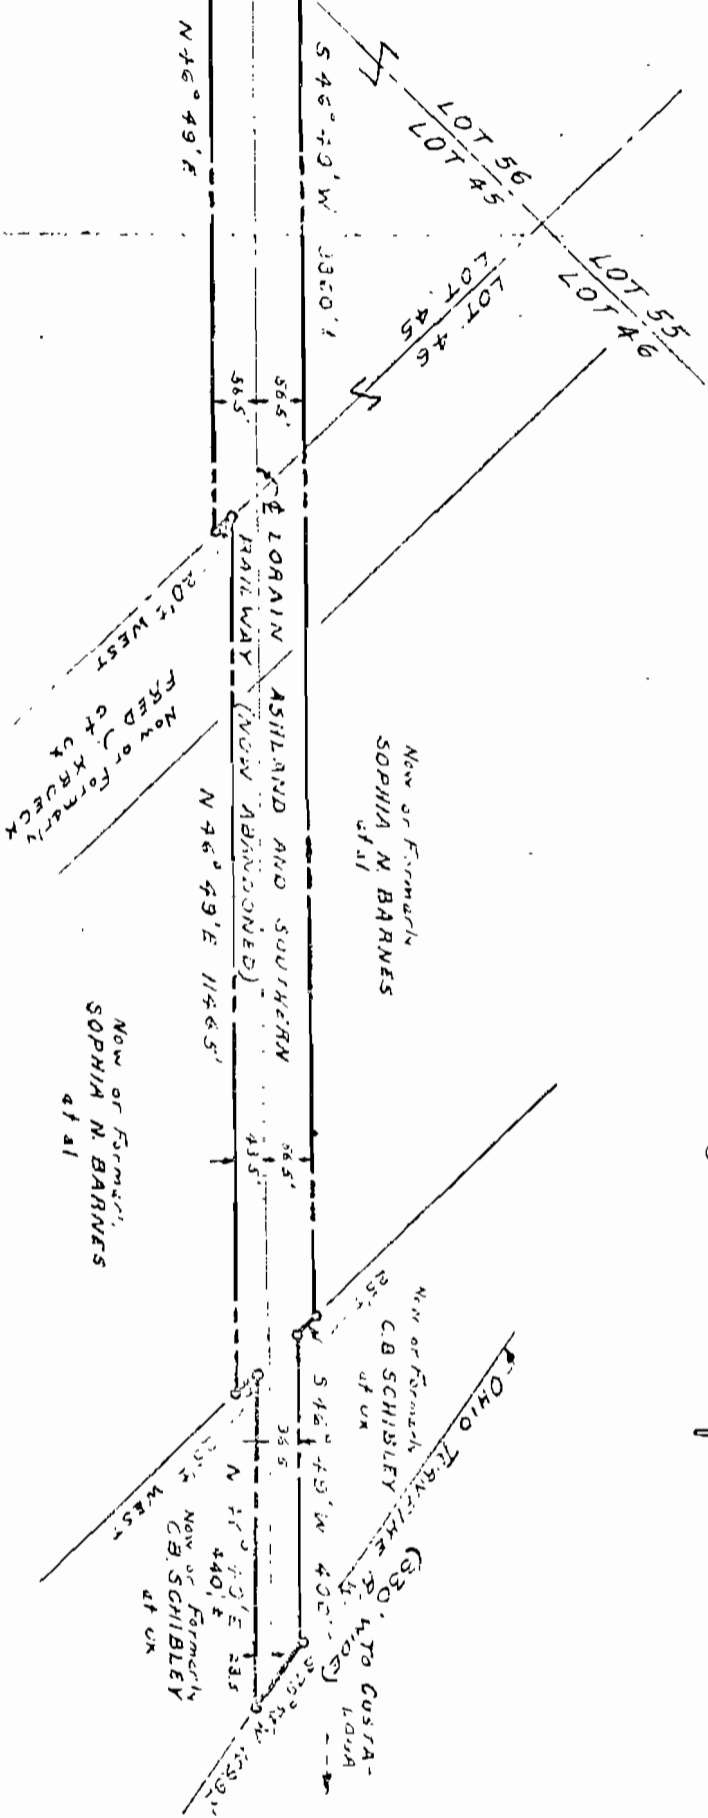 LOT 56
LOT 45
LOT 55
LOT 46
LOT 46
LOT 45
N 46° 49' E
S 46° 49' W
56.5'
56.5'
LORAIN ASHLAND AND SOUTHERN
RAILWAY (NOW ABANDONED)
20'± WEST
Now or Formerly
FRED J. KRUECK
et ux
Now or Formerly
SOPHIA N. BARNES
et al
N 46° 49' E 1146.5'
56.5'
43.5'
Now or Formerly
SOPHIA N. BARNES
et al
Now or Formerly
C.B. SCHIBLEY
et ux
OHIO TURNPIKE
S 46° 49' W
36.5
WEST
440'±
23.5
Now or Formerly
C.B. SCHIBLEY
et ux